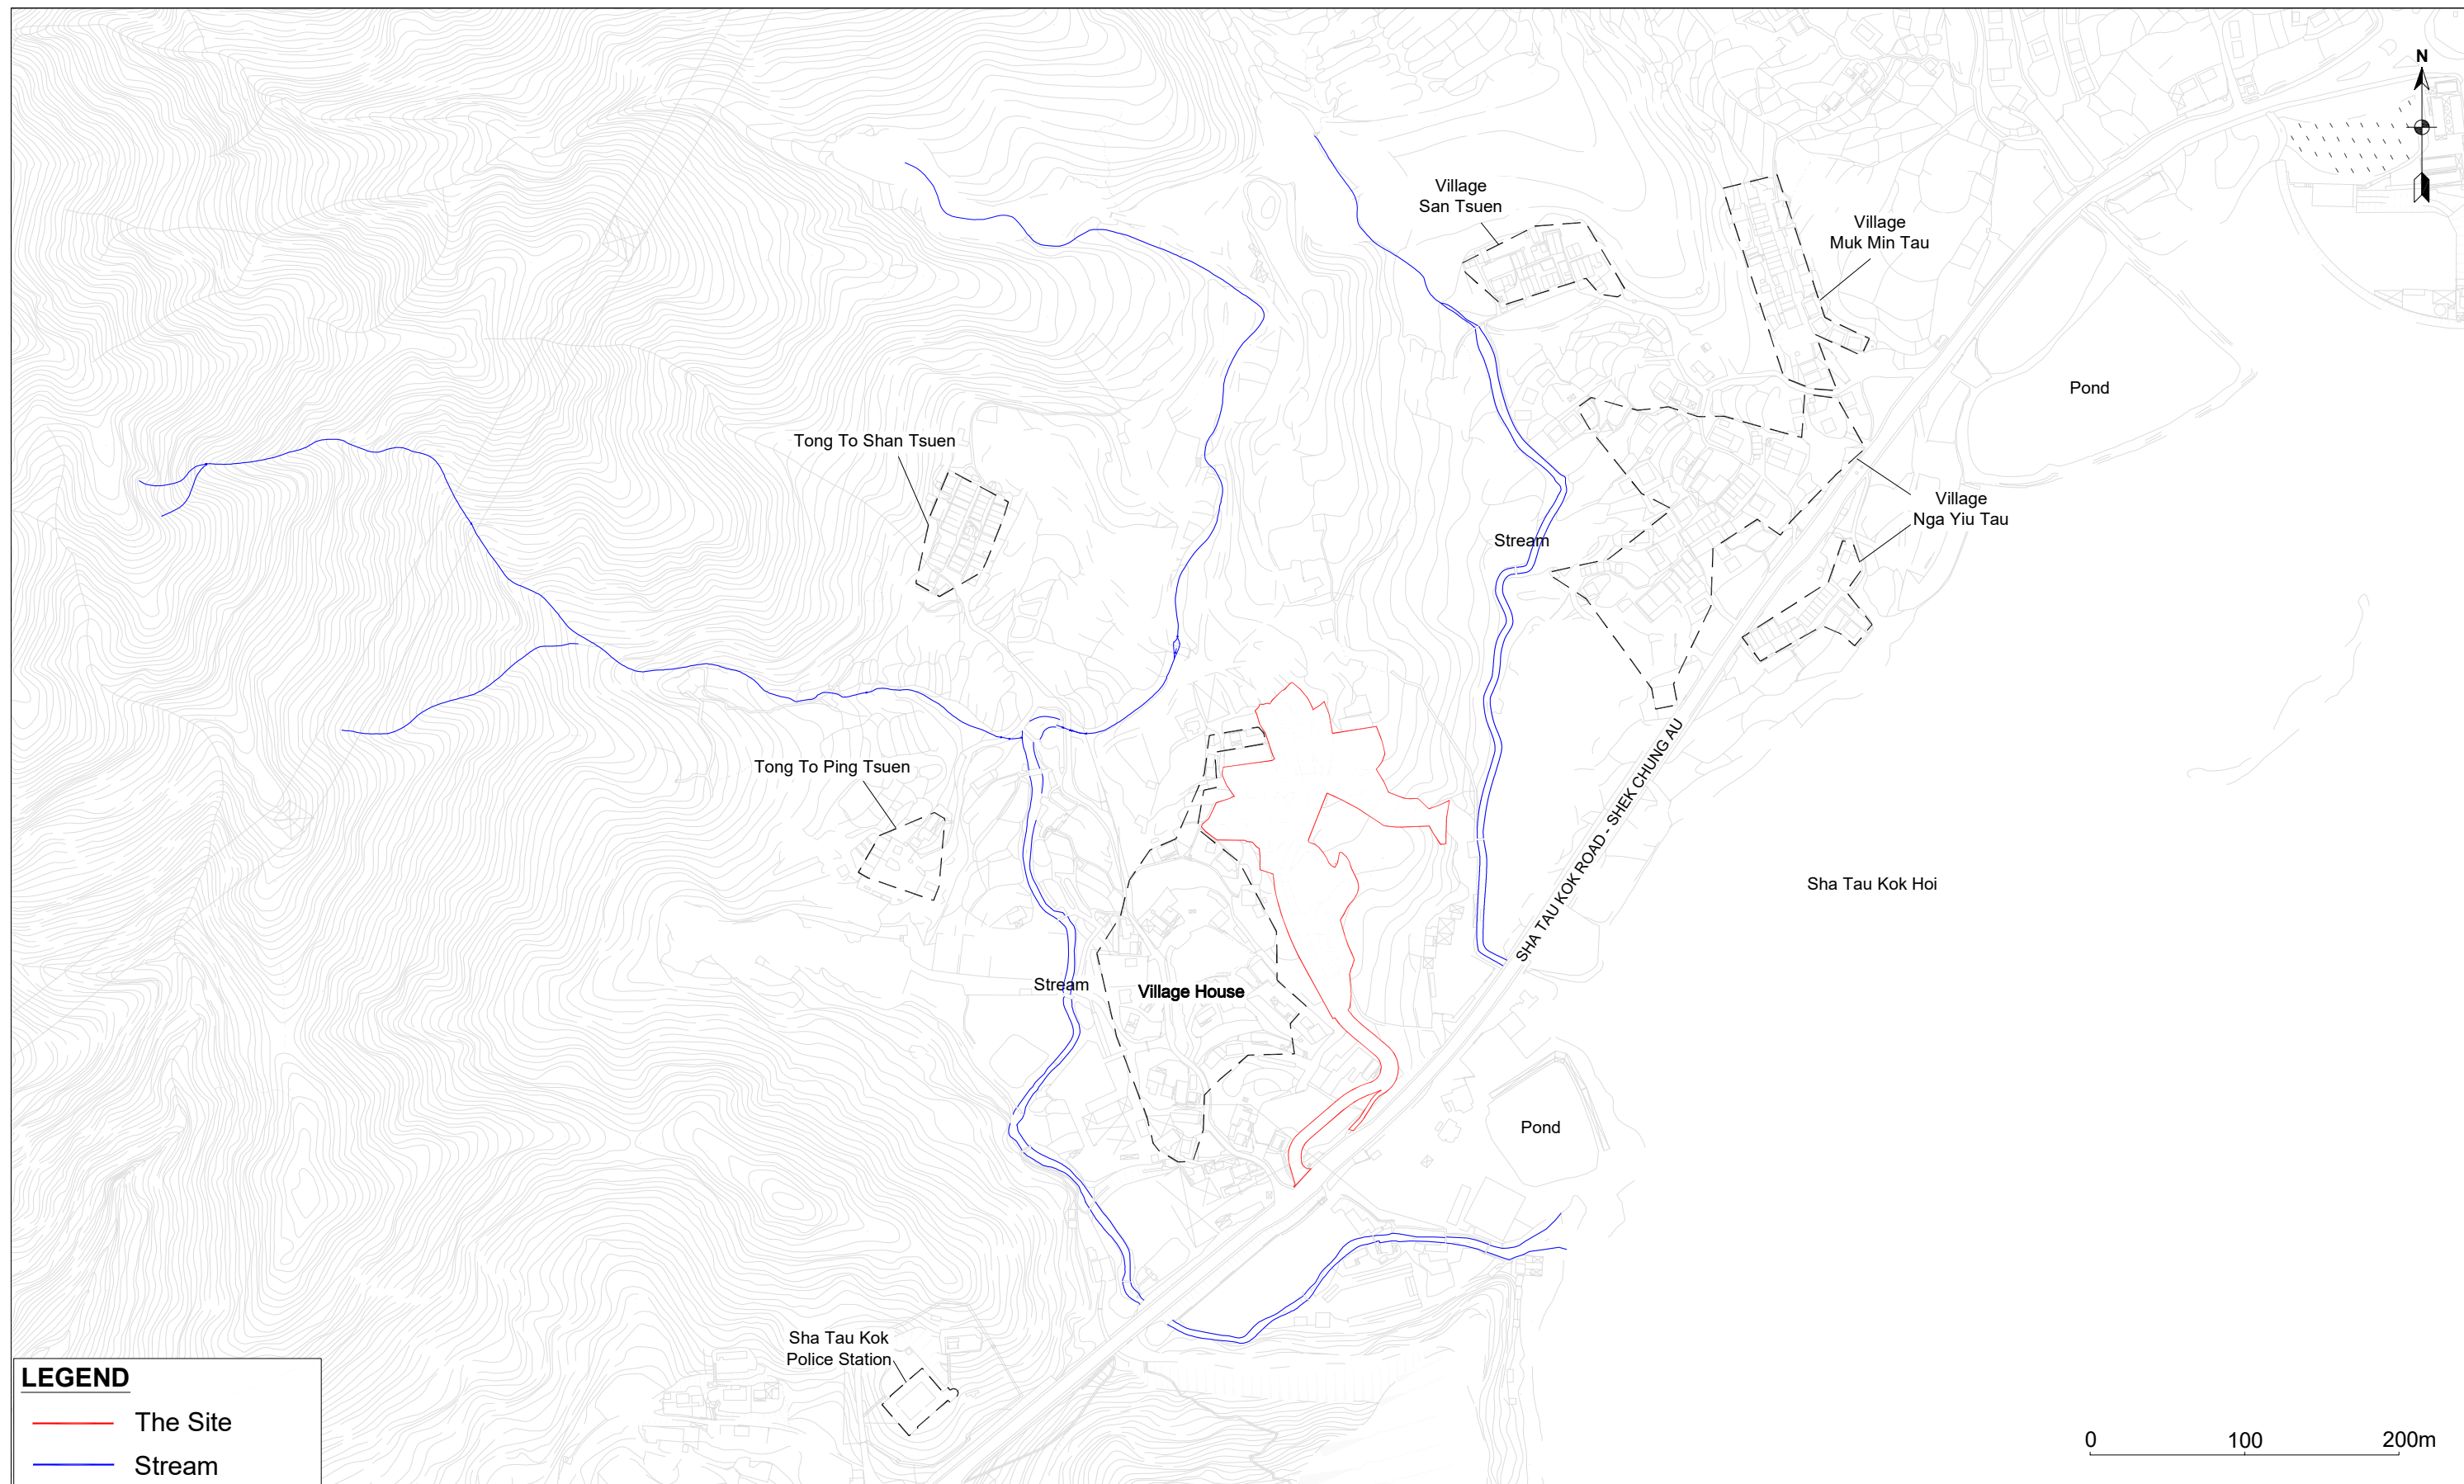 N
Village
San Tsuen
Village
Muk Min Tau
Pond
Tong To Shan Tsuen
Village
Nga Yiu Tau
Stream
Tong To Ping Tsuen
SHA TAU KOK ROAD - SHEK CHUNG AU
Sha Tau Kok Hoi
Stream
Village House
Pond
Sha Tau Kok
Police Station
LEGEND
The Site
Stream
0 100 200m